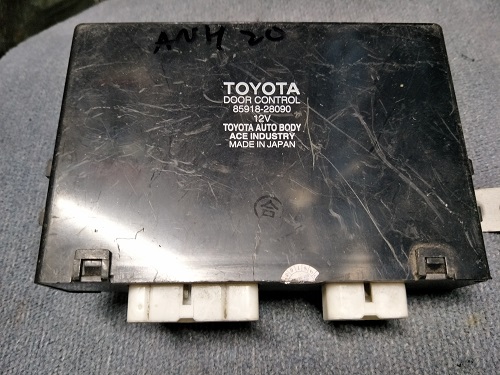 ANH 20
TOYOTA
DOOR CONTROL
85918-28090
12V
TOYOTA AUTO BODY
ACE INDUSTRY
MADE IN JAPAN
合